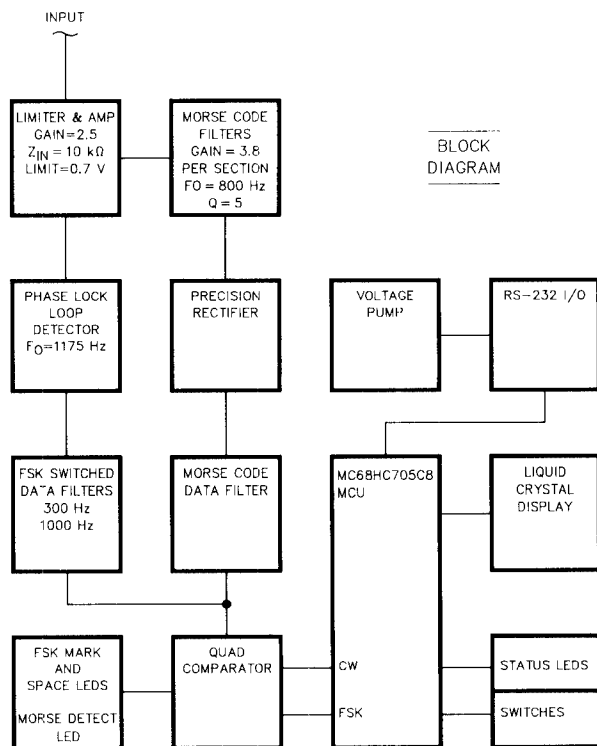 INPUT
LIMITER & AMP
GAIN=2.5
ZIN = 10 kΩ
LIMIT=0.7 V
MORSE CODE
FILTERS
GAIN = 3.8
PER SECTION
FO = 800 Hz
Q = 5
BLOCK
DIAGRAM
PHASE LOCK
LOOP
DETECTOR
FO=1175 Hz
PRECISION
RECTIFIER
VOLTAGE
PUMP
RS-232 I/O
FSK SWITCHED
DATA FILTERS
300 Hz
1000 Hz
MORSE CODE
DATA FILTER
MC68HC705C8
MCU
LIQUID
CRYSTAL
DISPLAY
FSK MARK
AND
SPACE LEDS
MORSE DETECT
LED
QUAD
COMPARATOR
CW
FSK
STATUS LEDS
SWITCHES